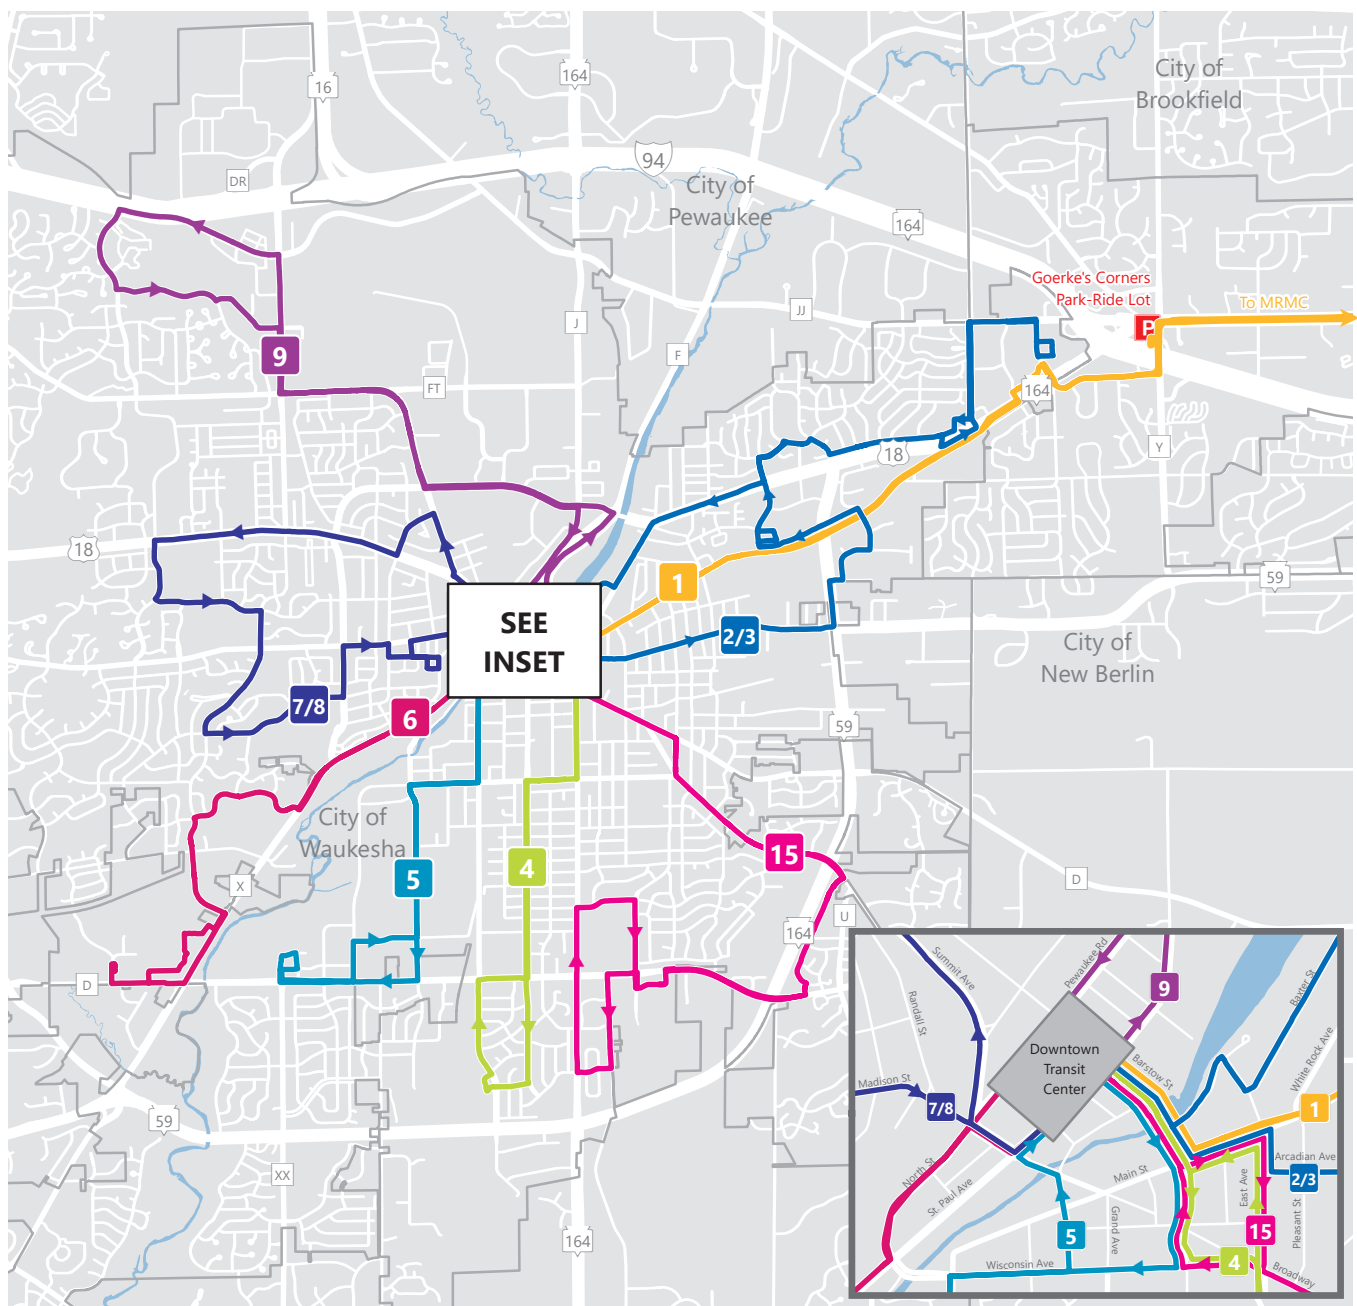 City of
Brookfield
16
164
94
DR
City of
Pewaukee
164
Goerke's Corners
Park-Ride Lot
To MRMC
P
JJ
J
F
9
FT
164
18
Y
18
1
59
SEE
INSET
2/3
City of
New Berlin
7/8
6
59
City of
Waukesha
15
4
5
X
D
U
164
D
59
XX
164
Summit Ave
Pewaukee Rd
9
Randall St
Baxter St
Downtown
Transit
Center
White Rock Ave
Barstow St
Madison St
7/8
1
North St
St. Paul Ave
Main St
Arcadian Ave
2/3
East Ave
Pleasant St
Grand Ave
5
15
4
Wisconsin Ave
Broadway